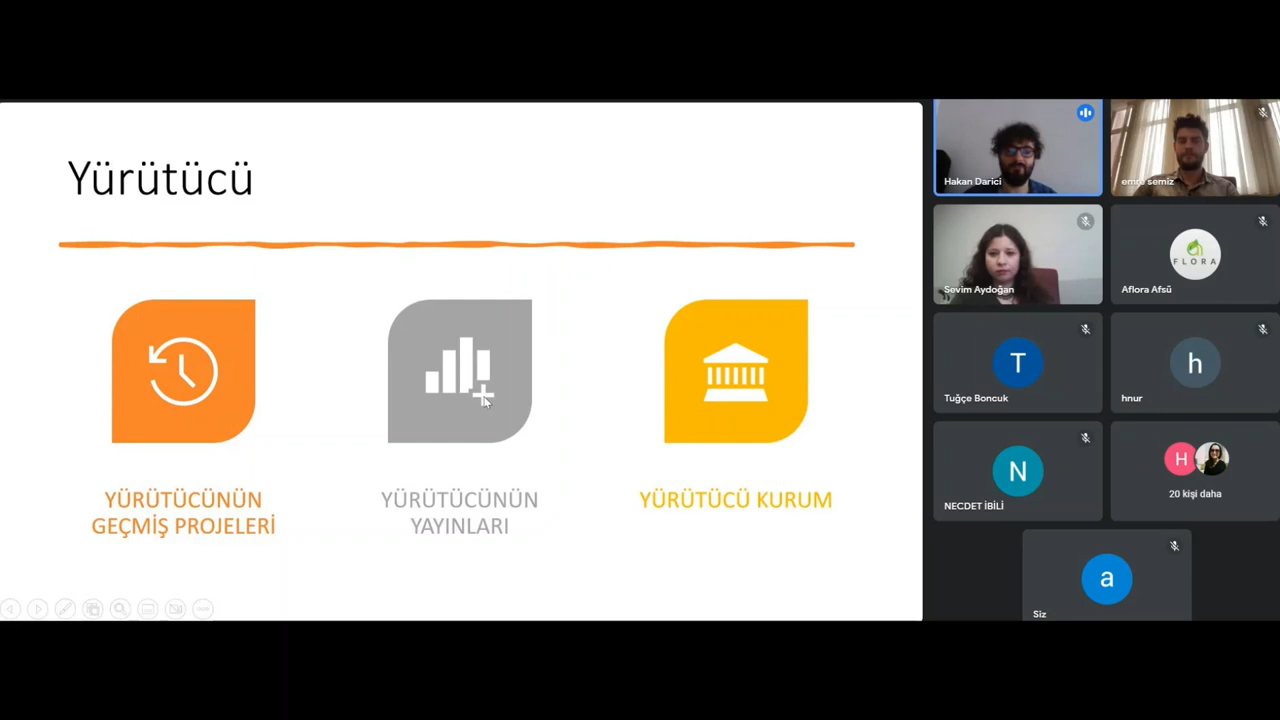 Yürütücü
YÜRÜTÜCÜNÜN
GEÇMİŞ PROJELERİ
YÜRÜTÜCÜNÜN
YAYINLARI
YÜRÜTÜCÜ KURUM
Hakan Darici
emre semiz
Sevim Aydoğan
FLORA
Aflora Afsü
T
Tuğçe Boncuk
h
hnur
N
NECDET İBİLİ
H
20 kişi daha
a
Siz